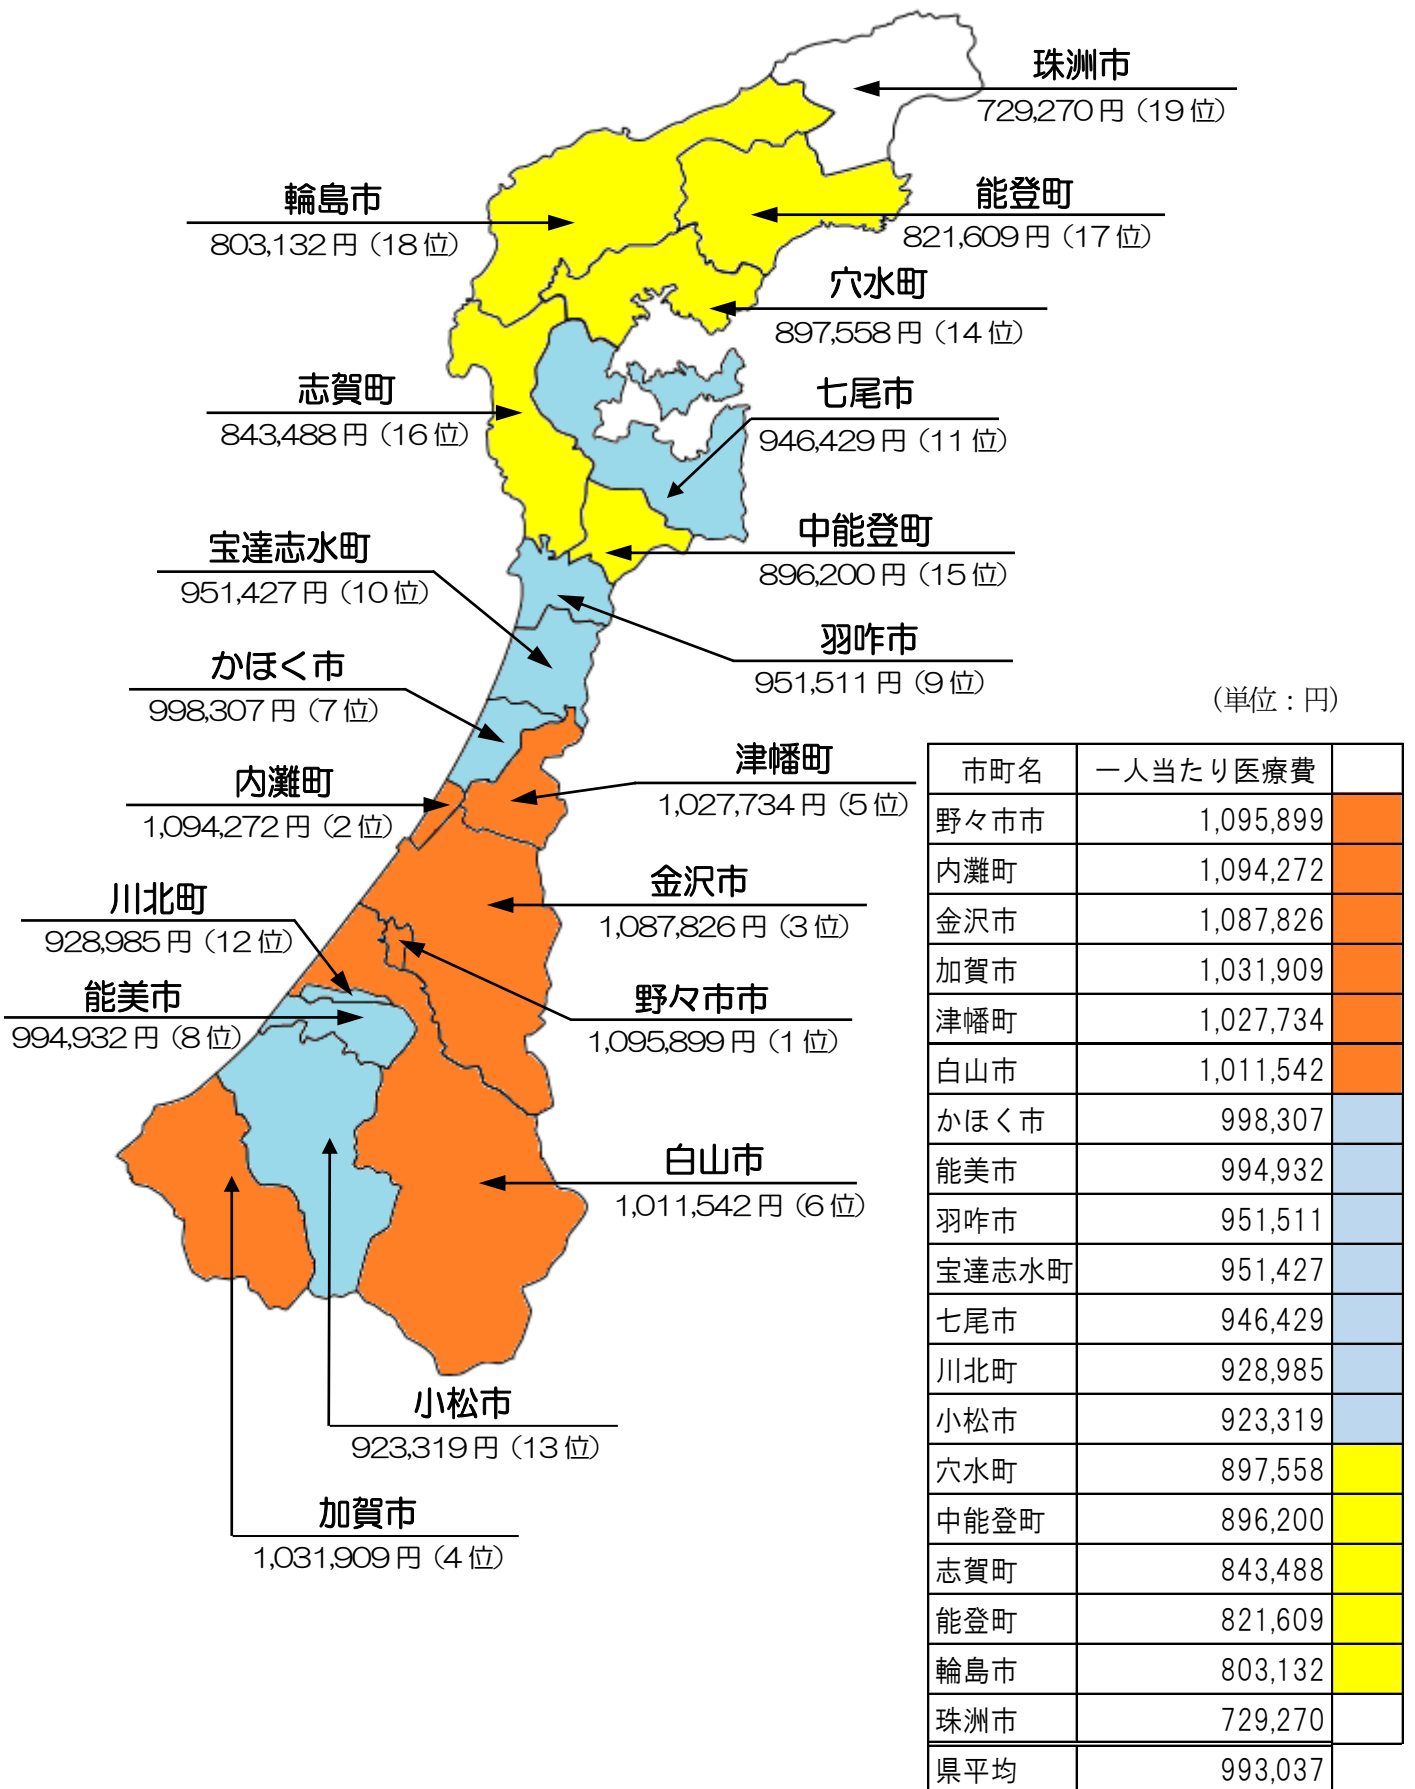 珠洲市
729,270円（19位）
輪島市
803,132円（18位）
能登町
821,609円（17位）
穴水町
897,558円（14位）
志賀町
843,488円（16位）
七尾市
946,429円（11位）
中能登町
896,200円（15位）
宝達志水町
951,427円（10位）
羽咋市
951,511円（9位）
かほく市
998,307円（7位）
津幡町
1,027,734円（5位）
内灘町
1,094,272円（2位）
金沢市
1,087,826円（3位）
川北町
928,985円（12位）
能美市
994,932円（8位）
野々市市
1,095,899円（1位）
白山市
1,011,542円（6位）
小松市
923,319円（13位）
加賀市
1,031,909円（4位）
（単位：円）
市町名 一人当たり医療費
野々市市 1,095,899
内灘町 1,094,272
金沢市 1,087,826
加賀市 1,031,909
津幡町 1,027,734
白山市 1,011,542
かほく市 998,307
能美市 994,932
羽咋市 951,511
宝達志水町 951,427
七尾市 946,429
川北町 928,985
小松市 923,319
穴水町 897,558
中能登町 896,200
志賀町 843,488
能登町 821,609
輪島市 803,132
珠洲市 729,270
県平均 993,037